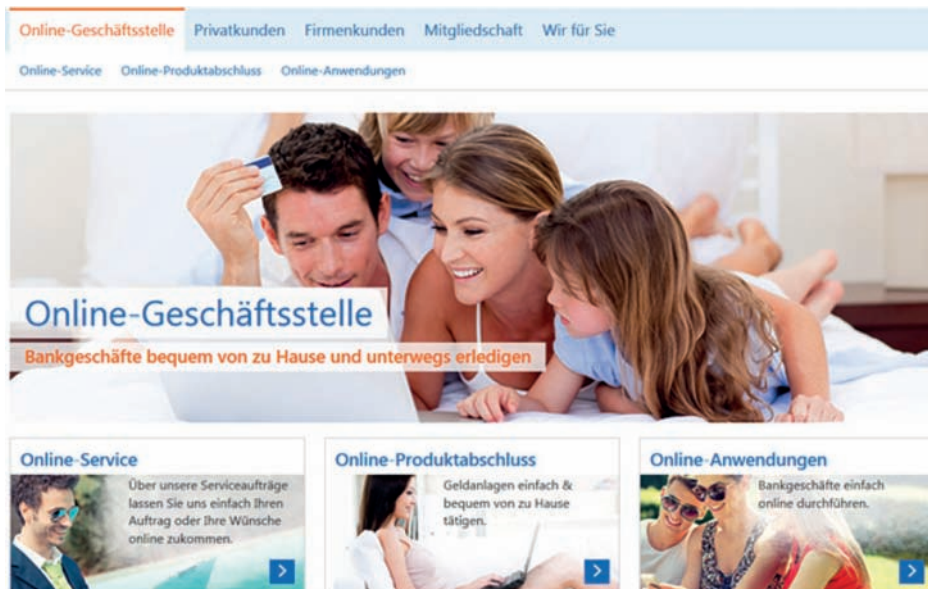 Online-Geschäftsstelle Privatkunden Firmenkunden Mitgliedschaft Wir für Sie
Online-Service Online-Produktabschluss Online-Anwendungen
Online-Geschäftsstelle
Bankgeschäfte bequem von zu Hause und unterwegs erledigen
Online-Service
Über unsere Serviceaufträge
lassen Sie uns einfach Ihren
Auftrag oder Ihre Wünsche
online zukommen.
Online-Produktabschluss
Geldanlagen einfach &
bequem von zu Hause
tätigen.
Online-Anwendungen
Bankgeschäfte einfach
online durchführen.